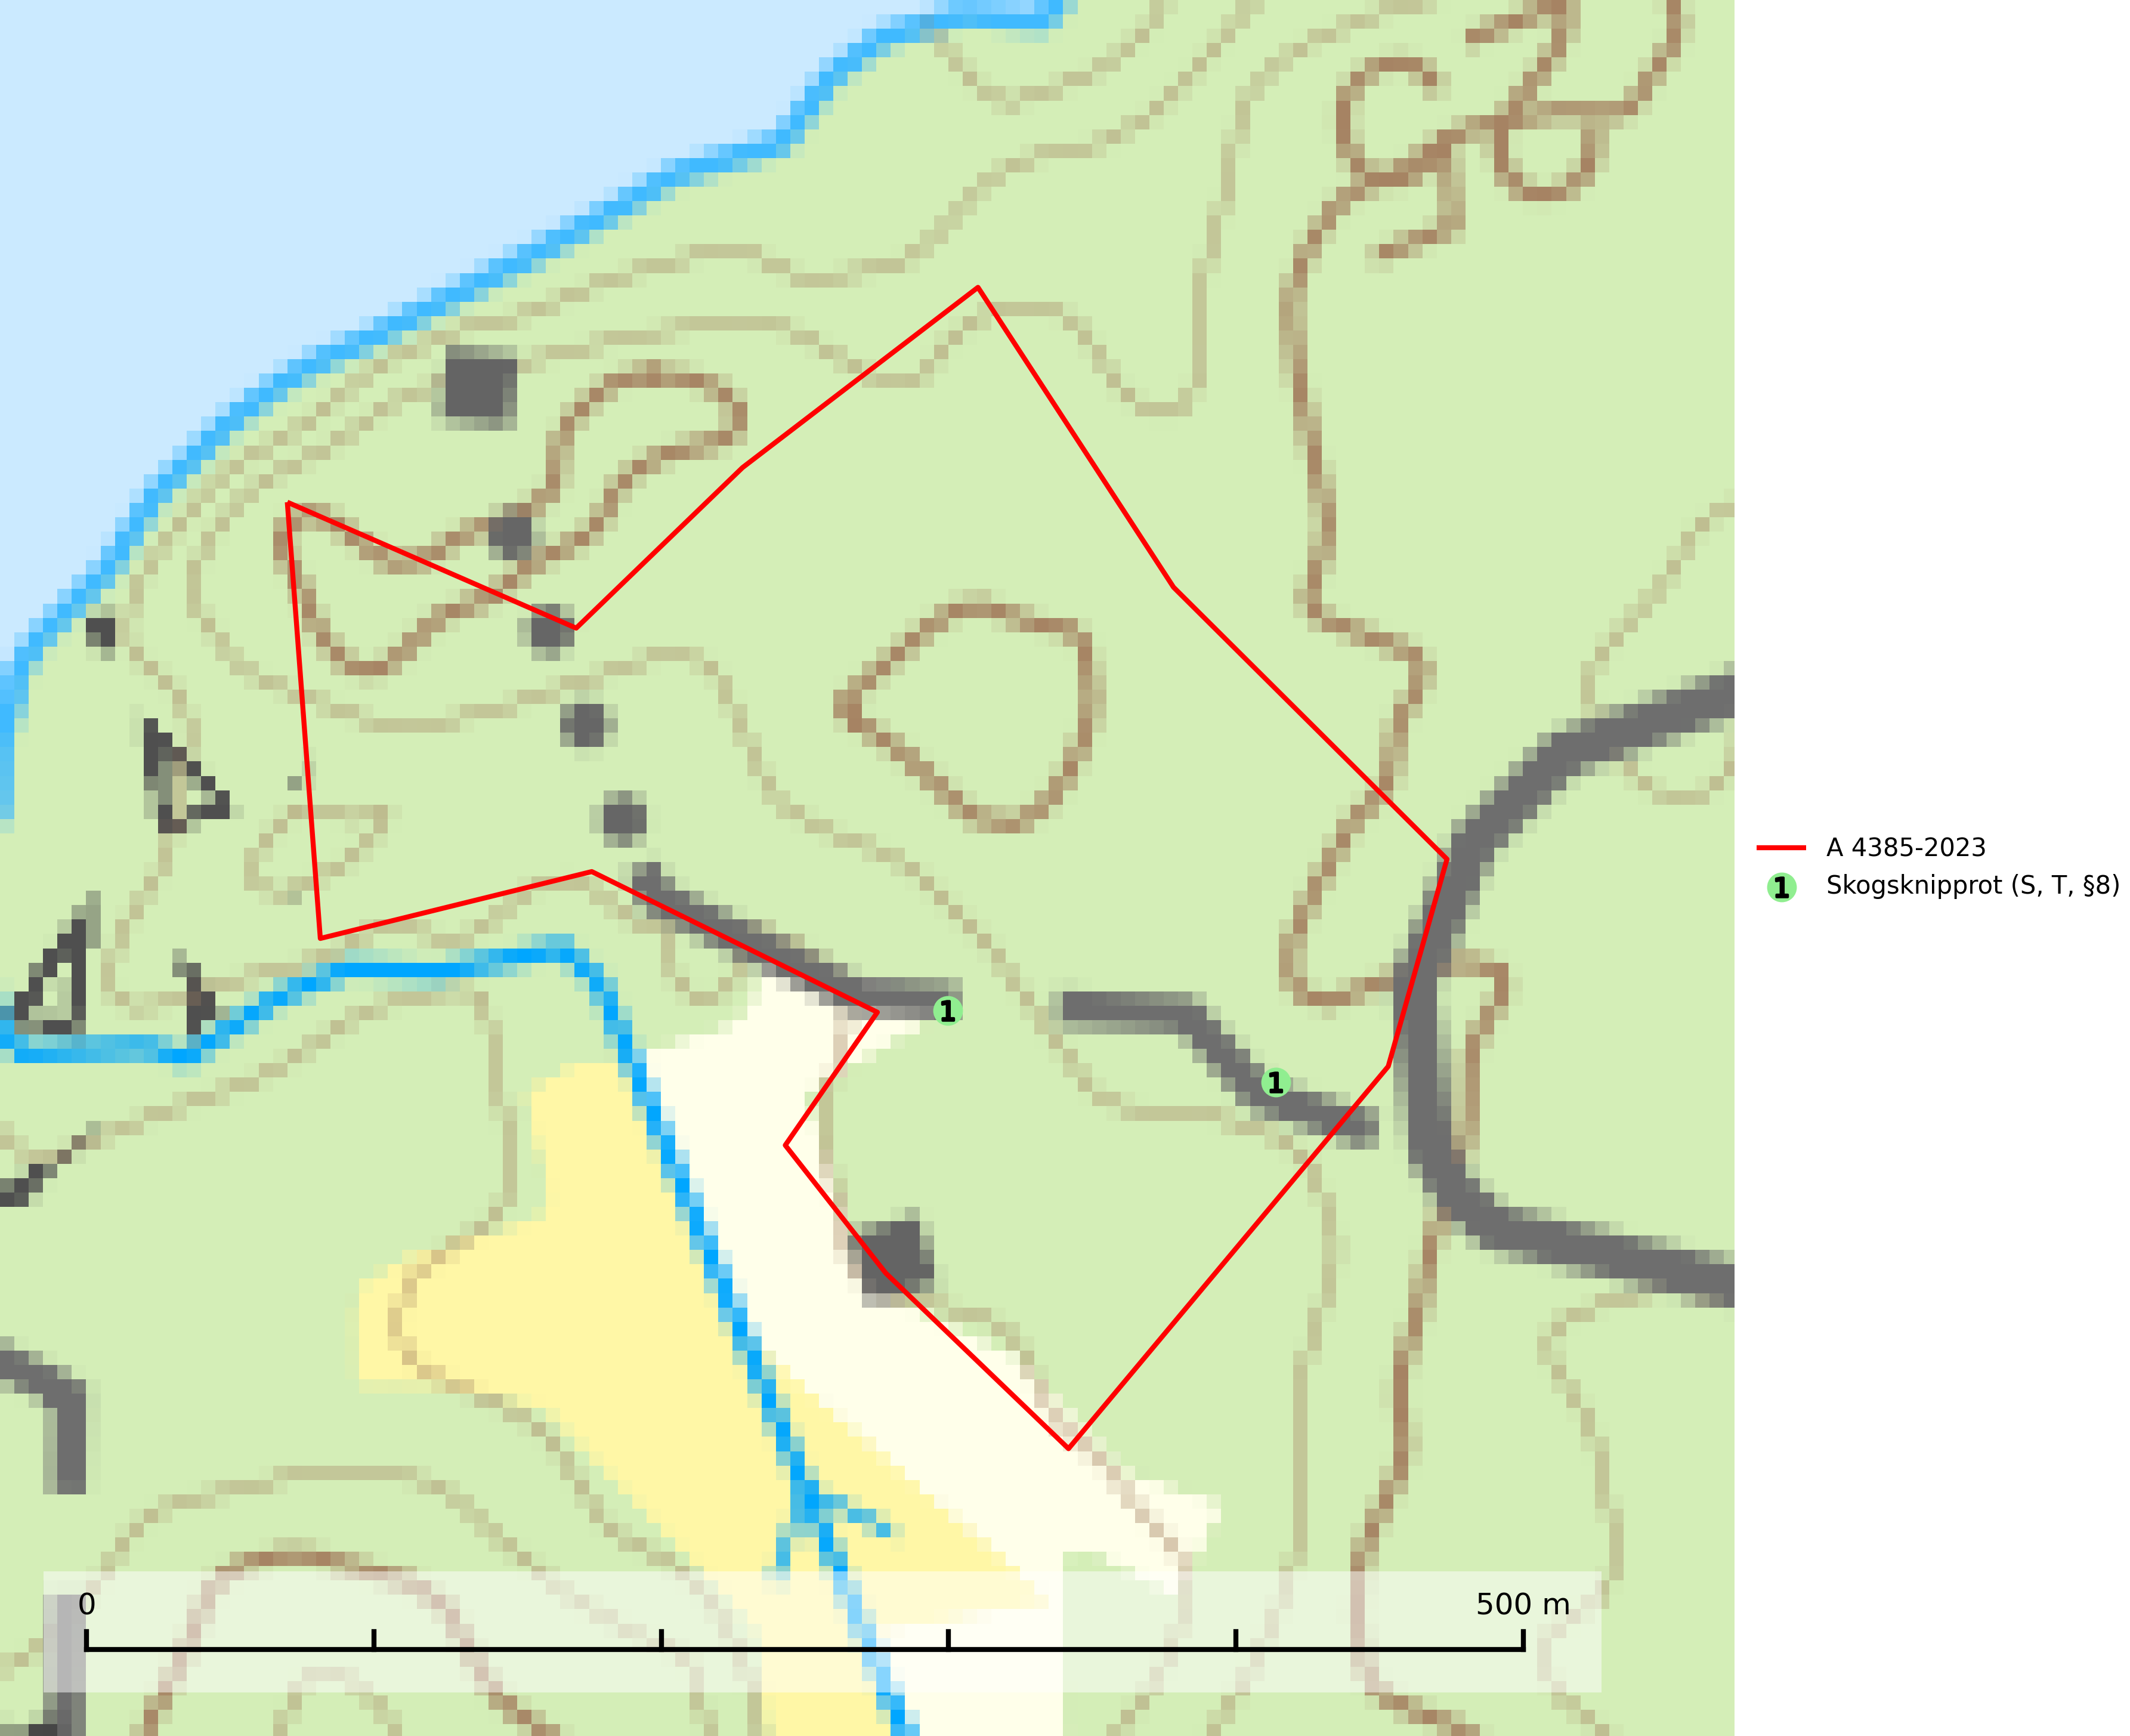 1
1
0
500 m
A 4385-2023
1 Skogsknipprot (S, T, §8)